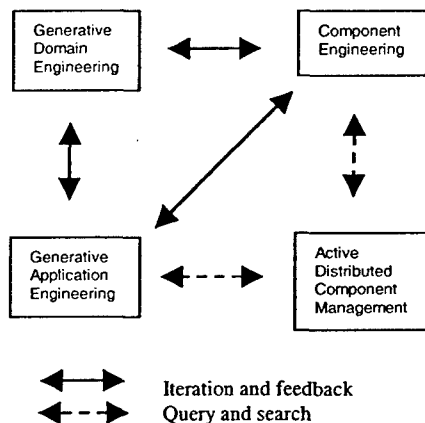 Generative
Domain
Engineering
Component
Engineering
Generative
Application
Engineering
Active
Distributed
Component
Management
Iteration and feedback
Query and search